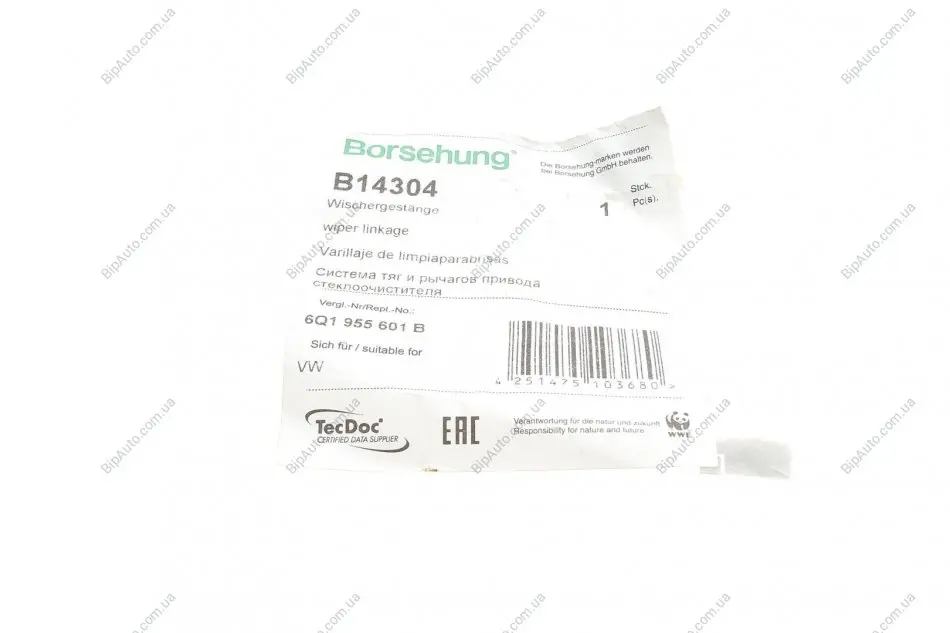 Borsehung
Die Borsehung-marken werden
bei Borsehung GmbH behalten.
B14304
Stck.
1 Pc(s).
Wischergestänge
wiper linkage
Varillaje de limpiaparabrisas
Система тяг и рычагов привода
стеклоочистителя
Vergl.-Nr/Repl.-No.:
6Q1 955 601 B
Sich für / suitable for
VW
4 251475 103680 >
TecDoc
CERTIFIED DATA SUPPLIER
EAC
Verantwortung für die natur und zukunft
Responsibility for nature and future
WWF
BipAuto.com.ua